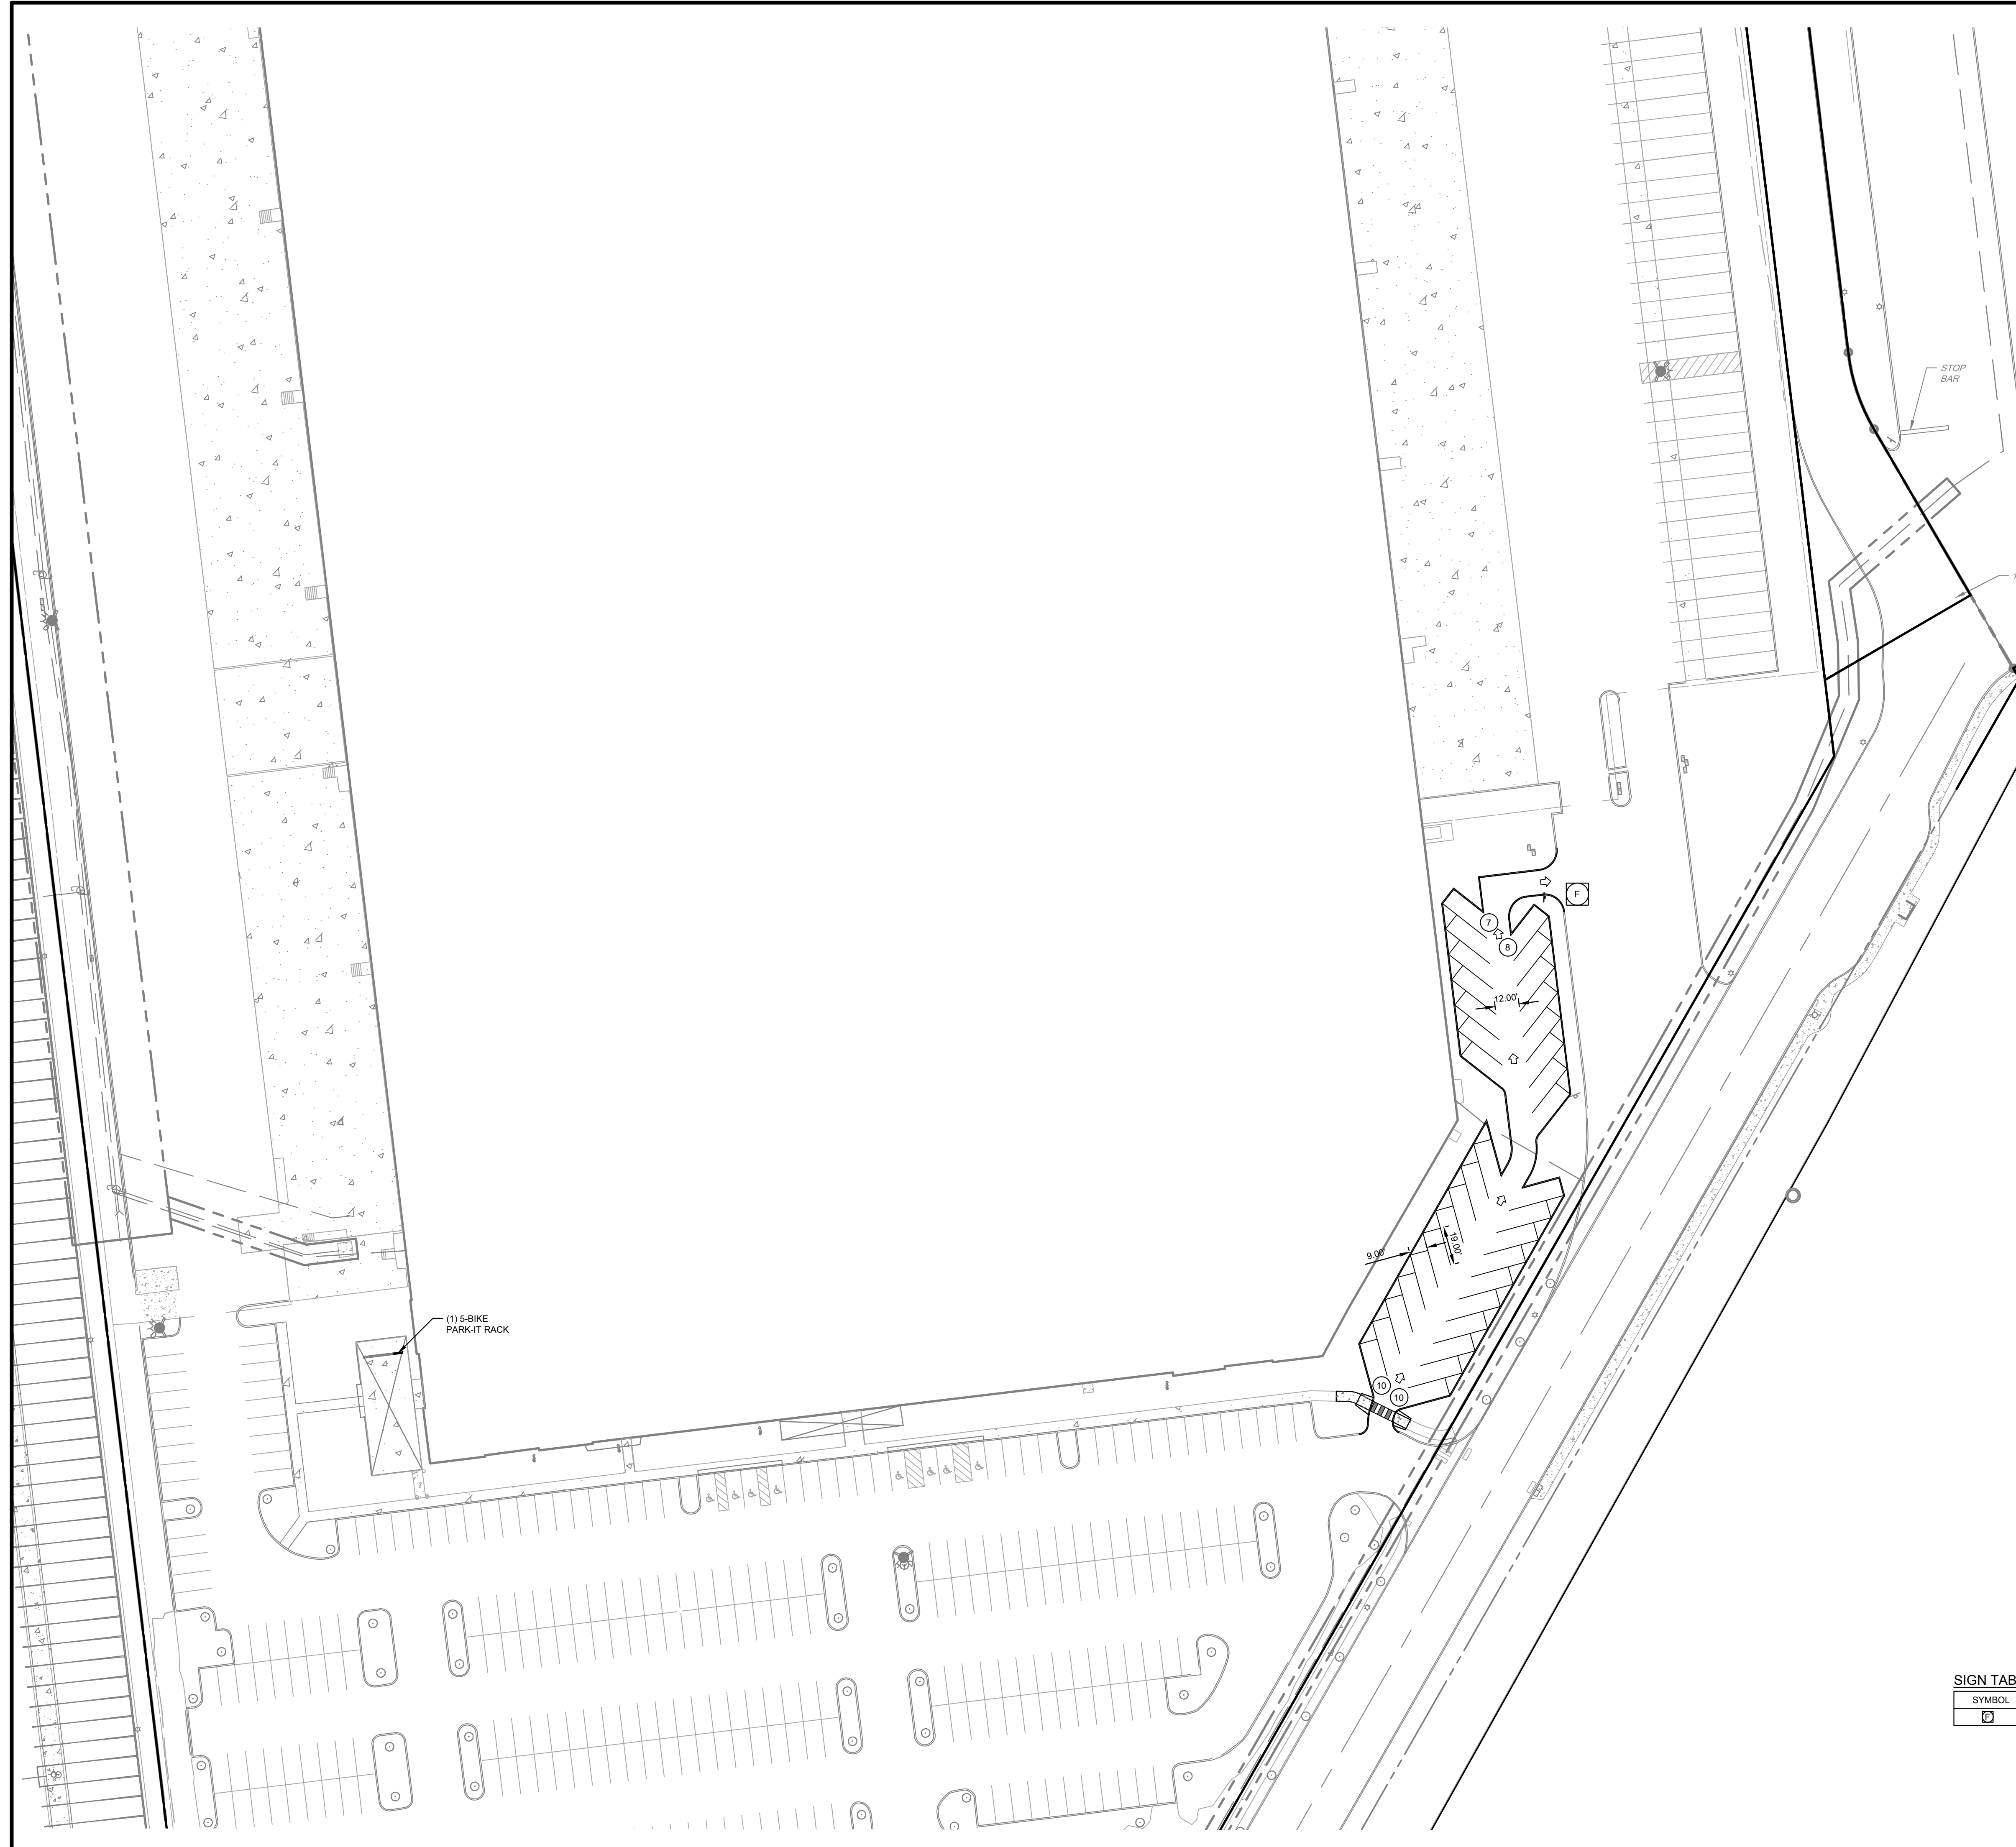 STOP
BAR
F
7
8
12.00'
9.00'
19.00'
(1) 5-BIKE
PARK-IT RACK
10
10
SIGN TAB
SYMBOL
F